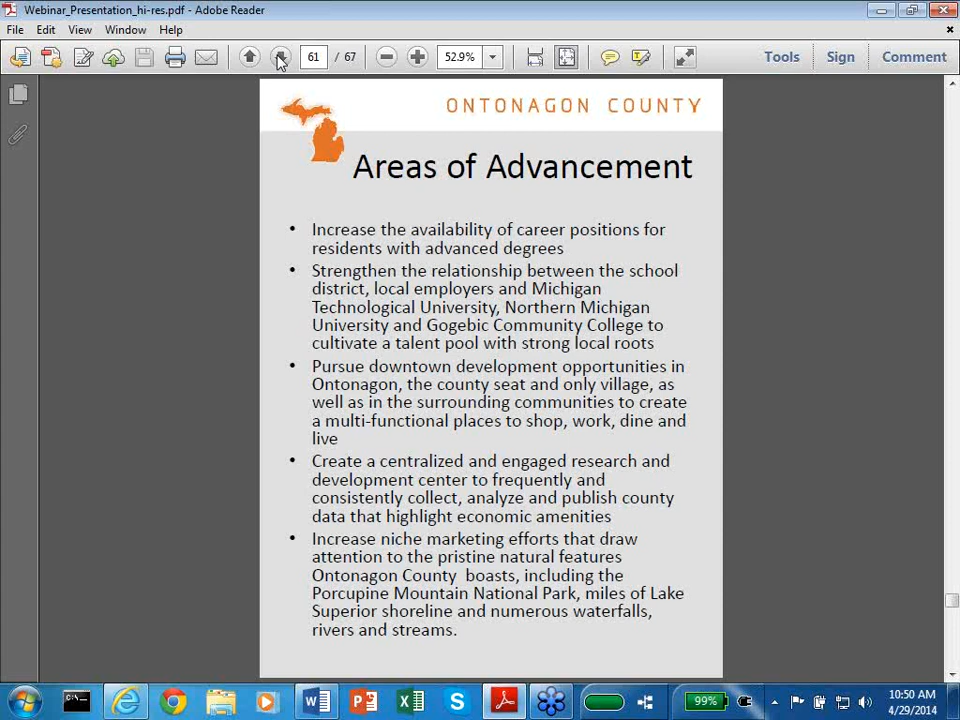 Webinar_Presentation_hi-res.pdf - Adobe Reader
File Edit View Window Help
61 / 67 52.9% Tools Sign Comment
ONTONAGON COUNTY
Areas of Advancement
• Increase the availability of career positions for
residents with advanced degrees
• Strengthen the relationship between the school
district, local employers and Michigan
Technological University, Northern Michigan
University and Gogebic Community College to
cultivate a talent pool with strong local roots
• Pursue downtown development opportunities in
Ontonagon, the county seat and only village, as
well as in the surrounding communities to create
a multi-functional places to shop, work, dine and
live
• Create a centralized and engaged research and
development center to frequently and
consistently collect, analyze and publish county
data that highlight economic amenities
• Increase niche marketing efforts that draw
attention to the pristine natural features
Ontonagon County boasts, including the
Porcupine Mountain National Park, miles of Lake
Superior shoreline and numerous waterfalls,
rivers and streams.
99%
10:50 AM
4/29/2014